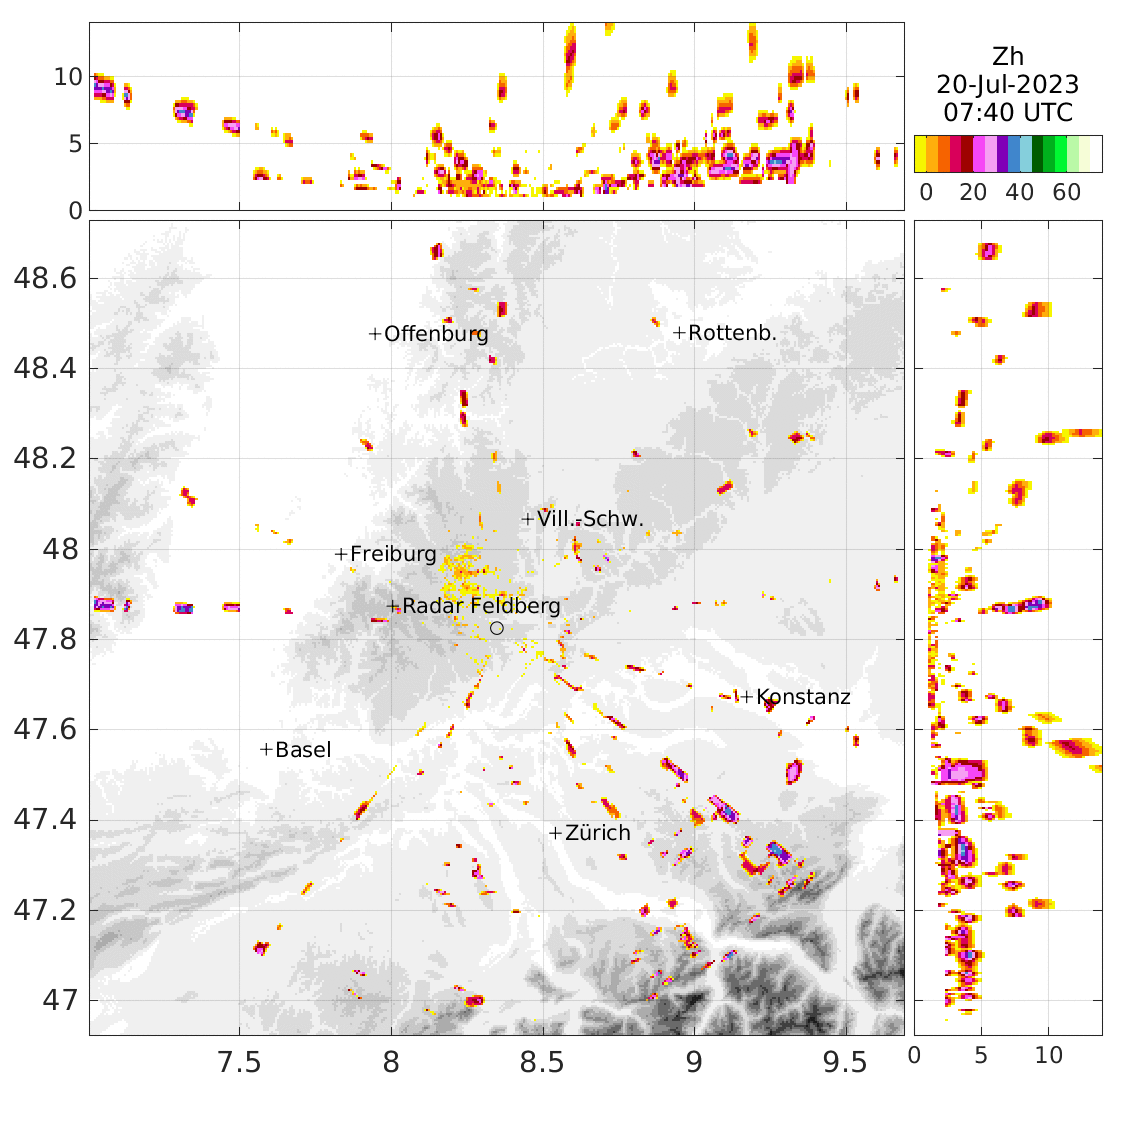 Zh
20-Jul-2023
07:40 UTC
0 20 40 60
10
5
0
48.6
48.4
48.2
48
47.8
47.6
47.4
47.2
47
+Offenburg
+Rottenb.
+Vill.-Schw.
+Freiburg
+Radar Feldberg
+Konstanz
+Basel
+Zürich
7.5 8 8.5 9 9.5
0 5 10